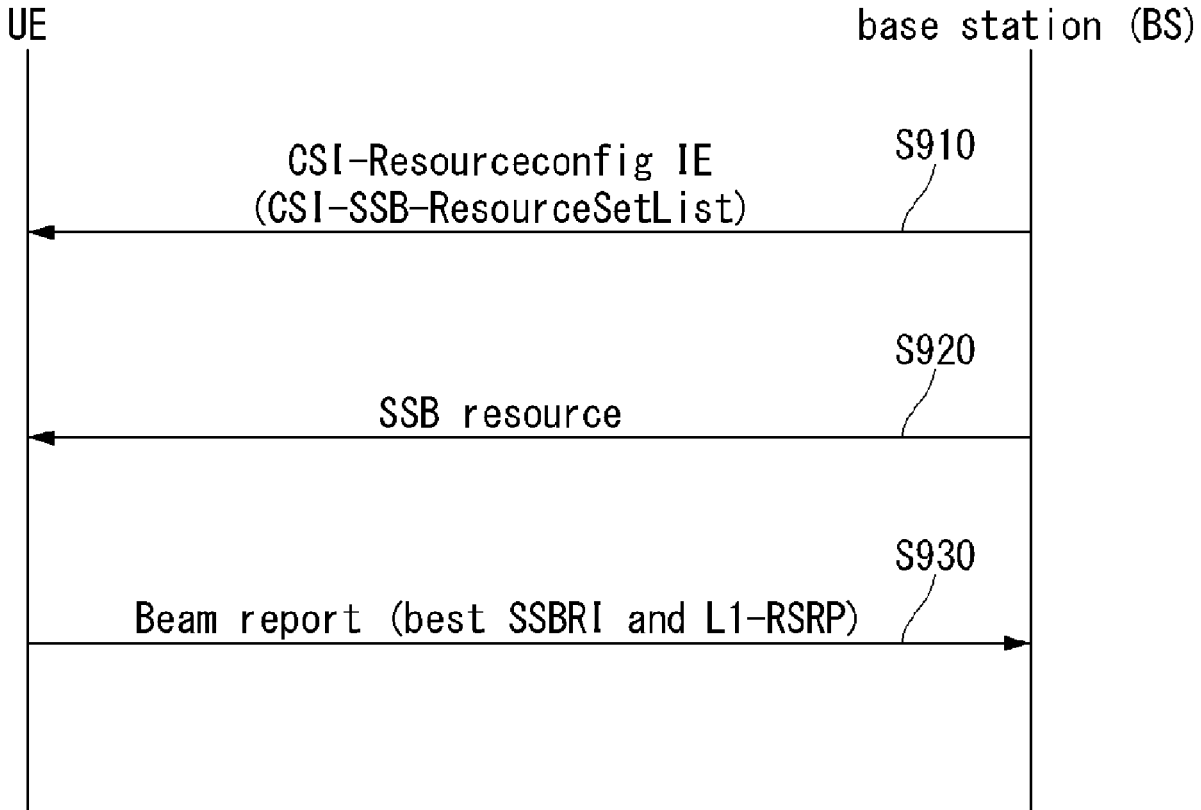 UE
base station (BS)
S910
CSI-Resourceconfig IE
(CSI-SSB-ResourceSetList)
S920
SSB resource
S930
Beam report (best SSBRI and L1-RSRP)